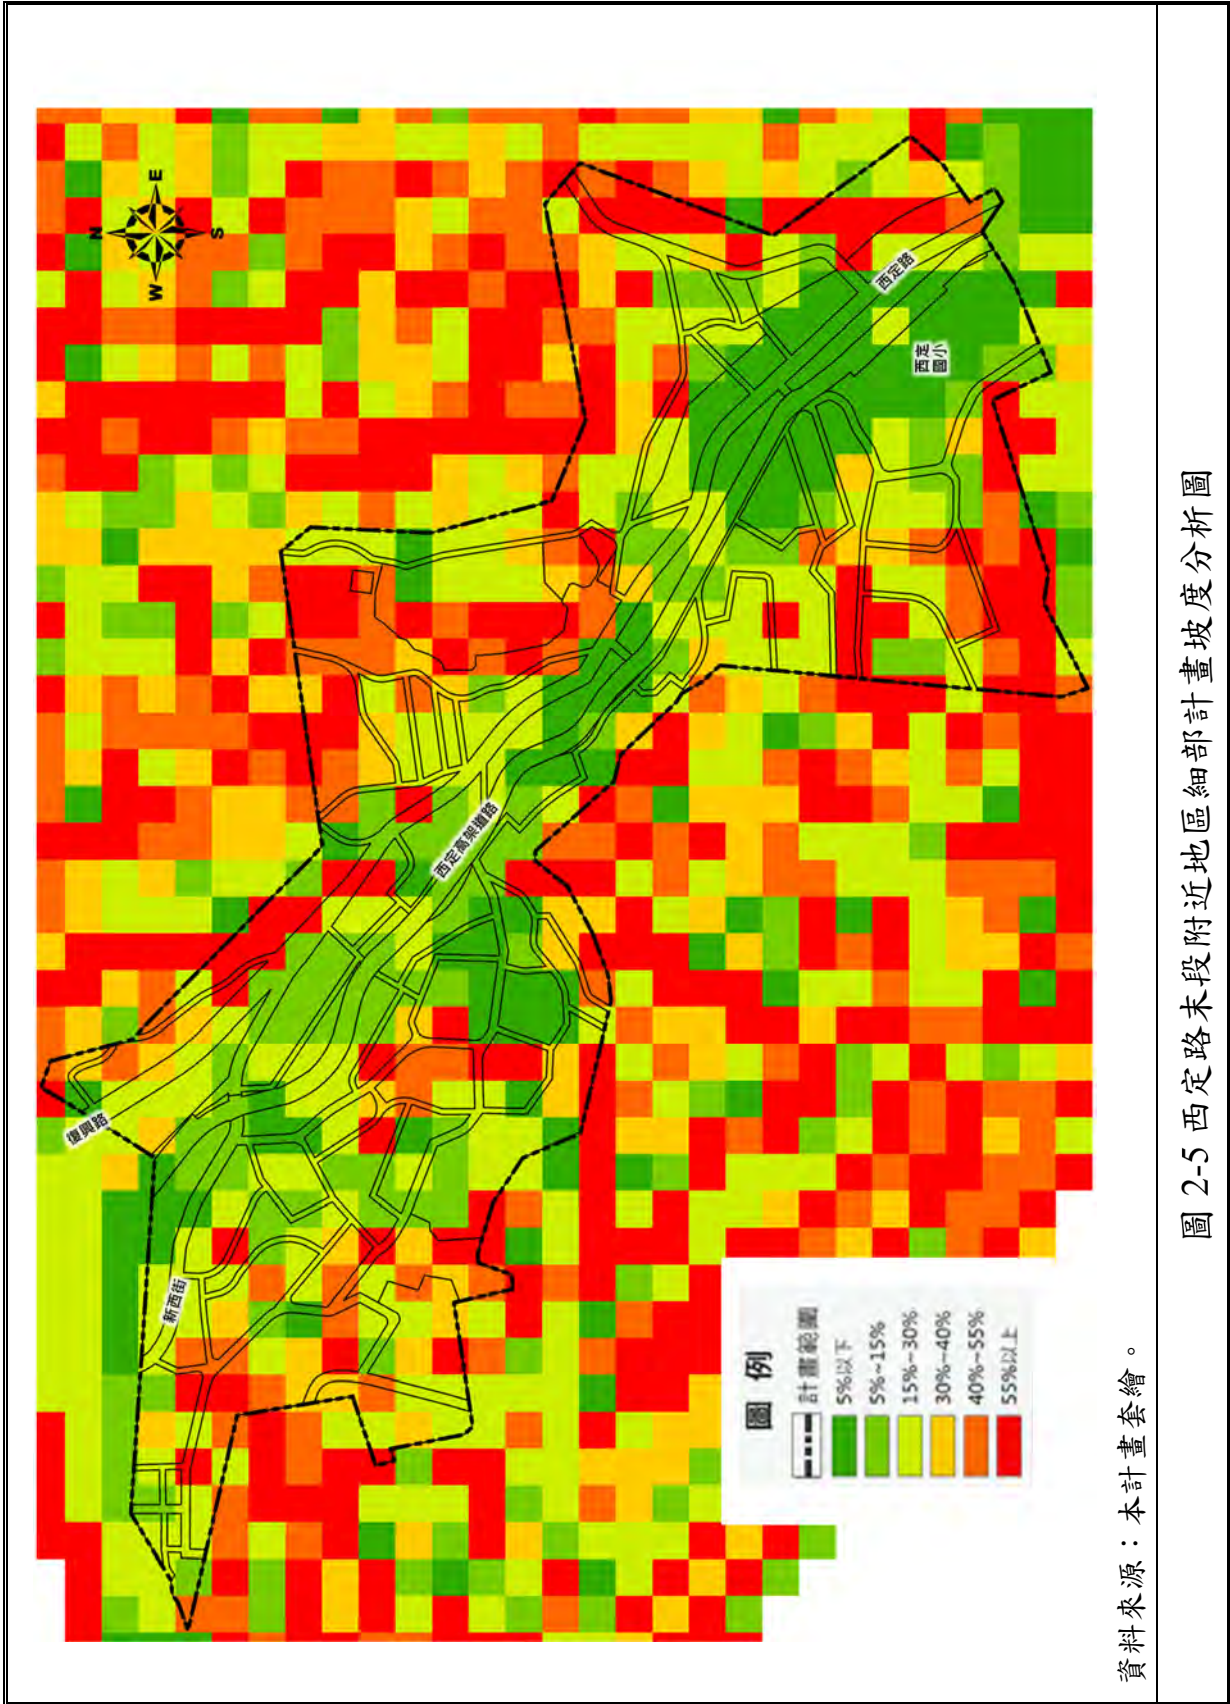 N
W
E
S
復興路
新西街
西定高架道路
西定路
西定
國小
圖 例
計畫範圍
5%以下
5%~15%
15%~30%
30%~40%
40%~55%
55%以上
資料來源：本計畫套繪。
圖 2-5 西定路末段附近地區細部計畫坡度分析圖